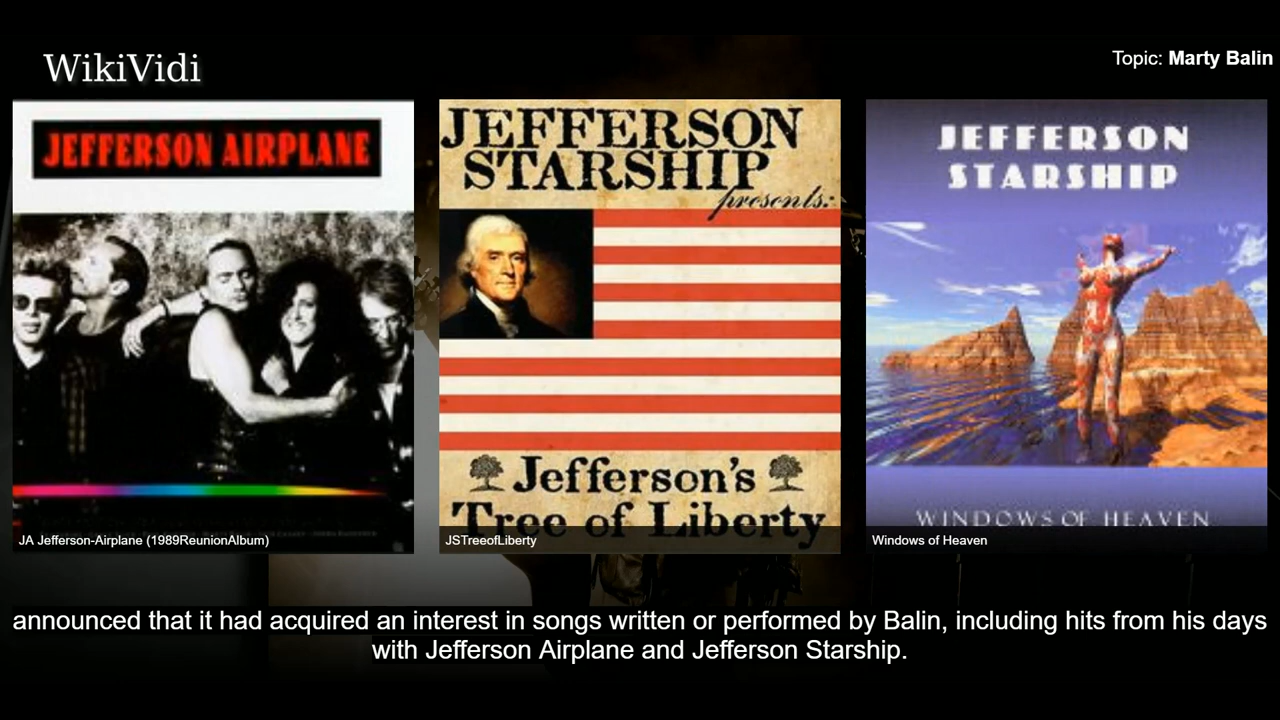 WikiVidi
Topic: Marty Balin
JEFFERSON AIRPLANE
JA Jefferson-Airplane (1989ReunionAlbum)
JEFFERSON
STARSHIP
presents:
Jefferson's
Tree of Liberty
JSTreeofLiberty
JEFFERSON
STARSHIP
WINDOWS OF HEAVEN
Windows of Heaven
announced that it had acquired an interest in songs written or performed by Balin, including hits from his days
with Jefferson Airplane and Jefferson Starship.